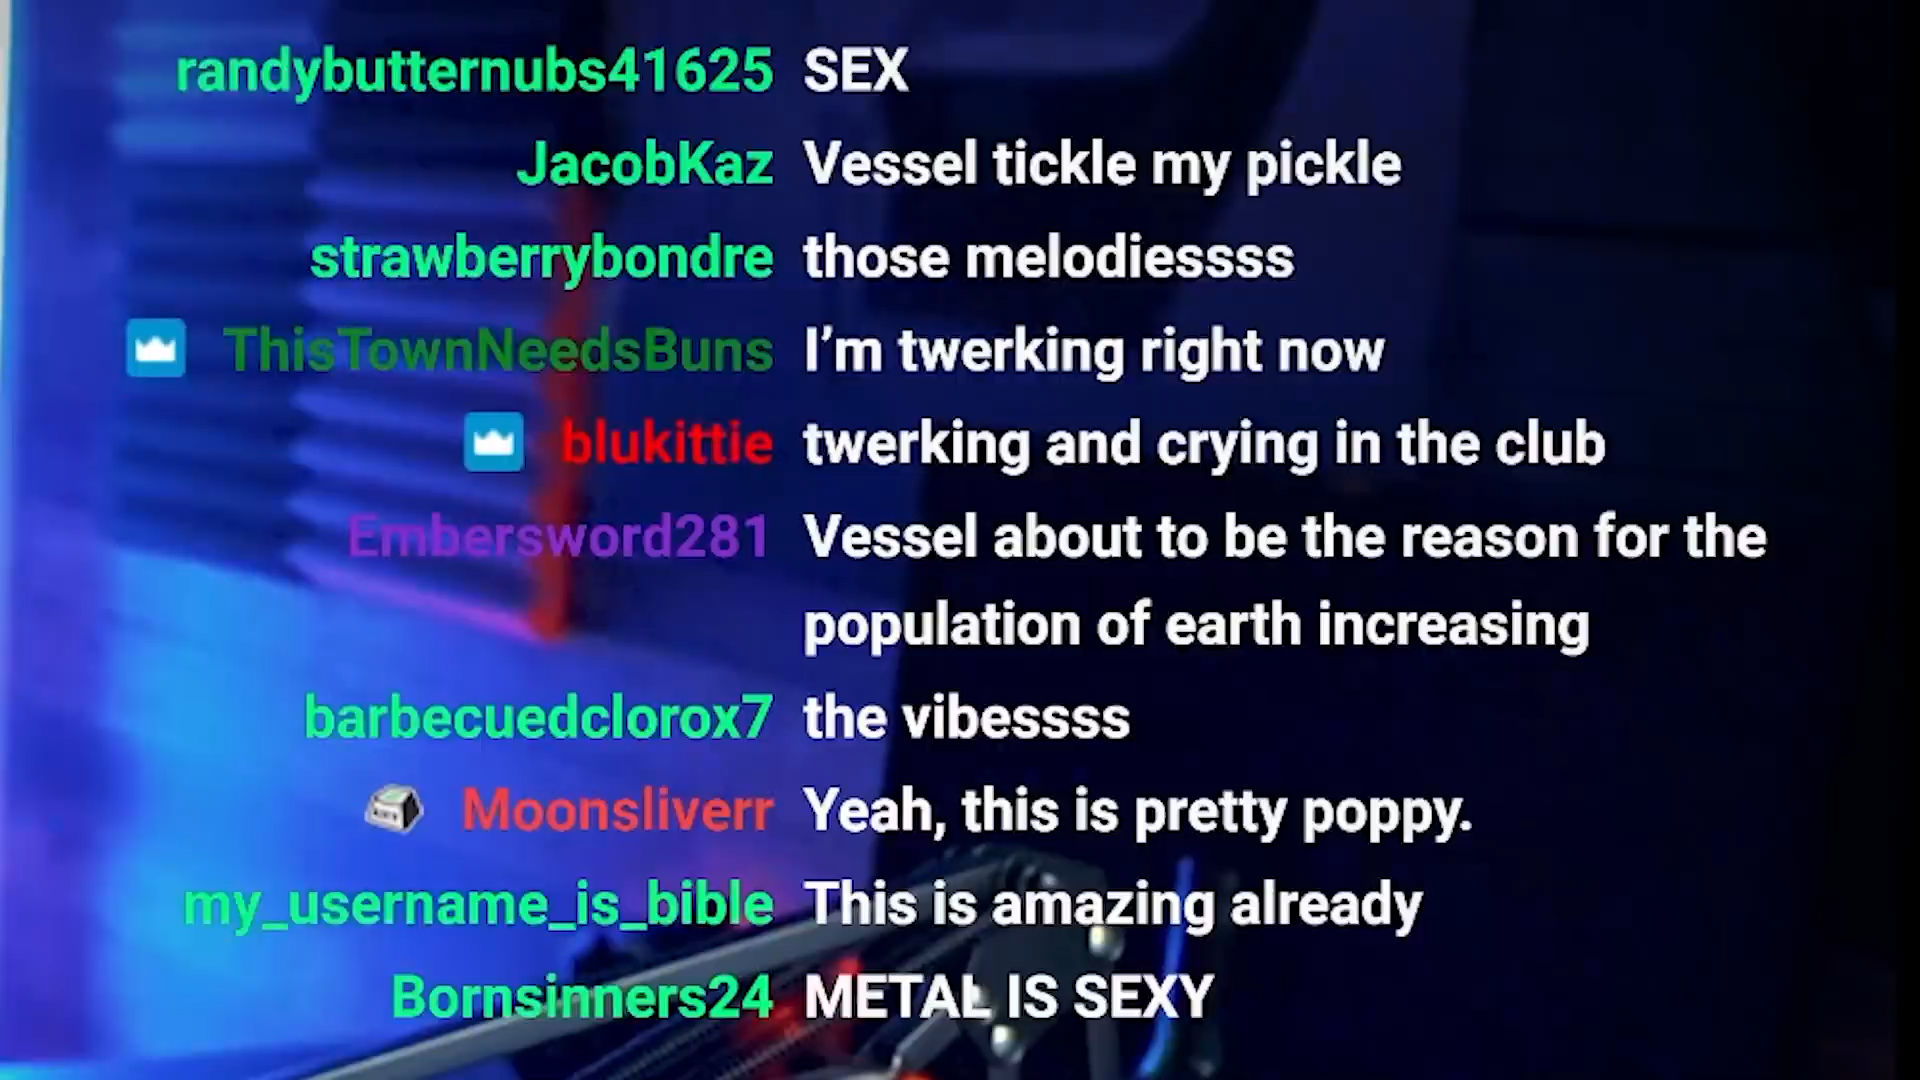 randybutternubs41625 SEX
JacobKaz Vessel tickle my pickle
strawberrybondre those melodiessss
ThisTownNeedsBuns I’m twerking right now
blukittie twerking and crying in the club
Embersword281 Vessel about to be the reason for the
population of earth increasing
barbecuedclorox7 the vibessss
Moonsliverr Yeah, this is pretty poppy.
my_username_is_bible This is amazing already
Bornsinners24 METAL IS SEXY